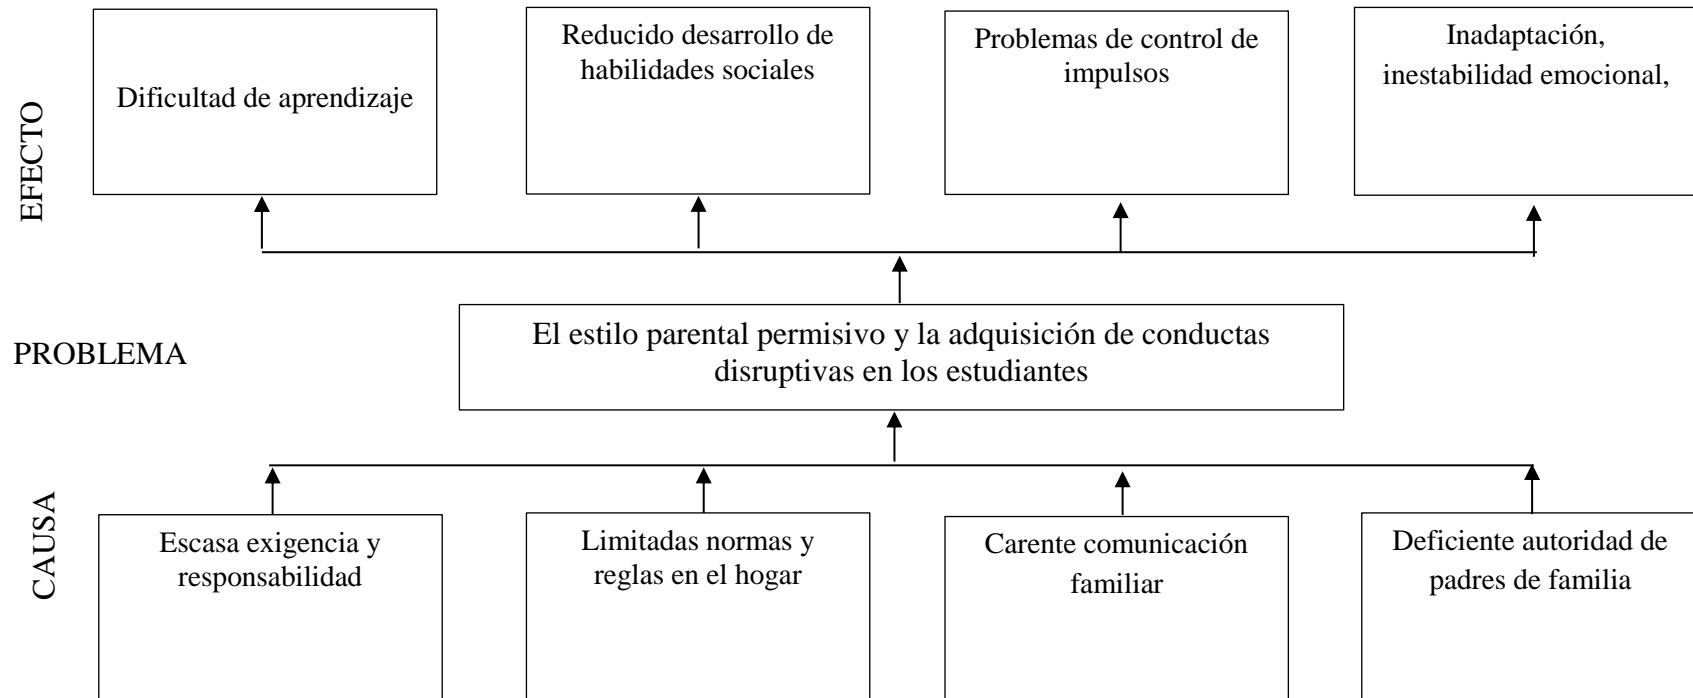 EFECTO
Dificultad de aprendizaje
Reducido desarrollo de
habilidades sociales
Problemas de control de
impulsos
Inadaptación,
inestabilidad emocional,
PROBLEMA
El estilo parental permisivo y la adquisición de conductas
disruptivas en los estudiantes
CAUSA
Escasa exigencia y
responsabilidad
Limitadas normas y
reglas en el hogar
Carente comunicación
familiar
Deficiente autoridad de
padres de familia